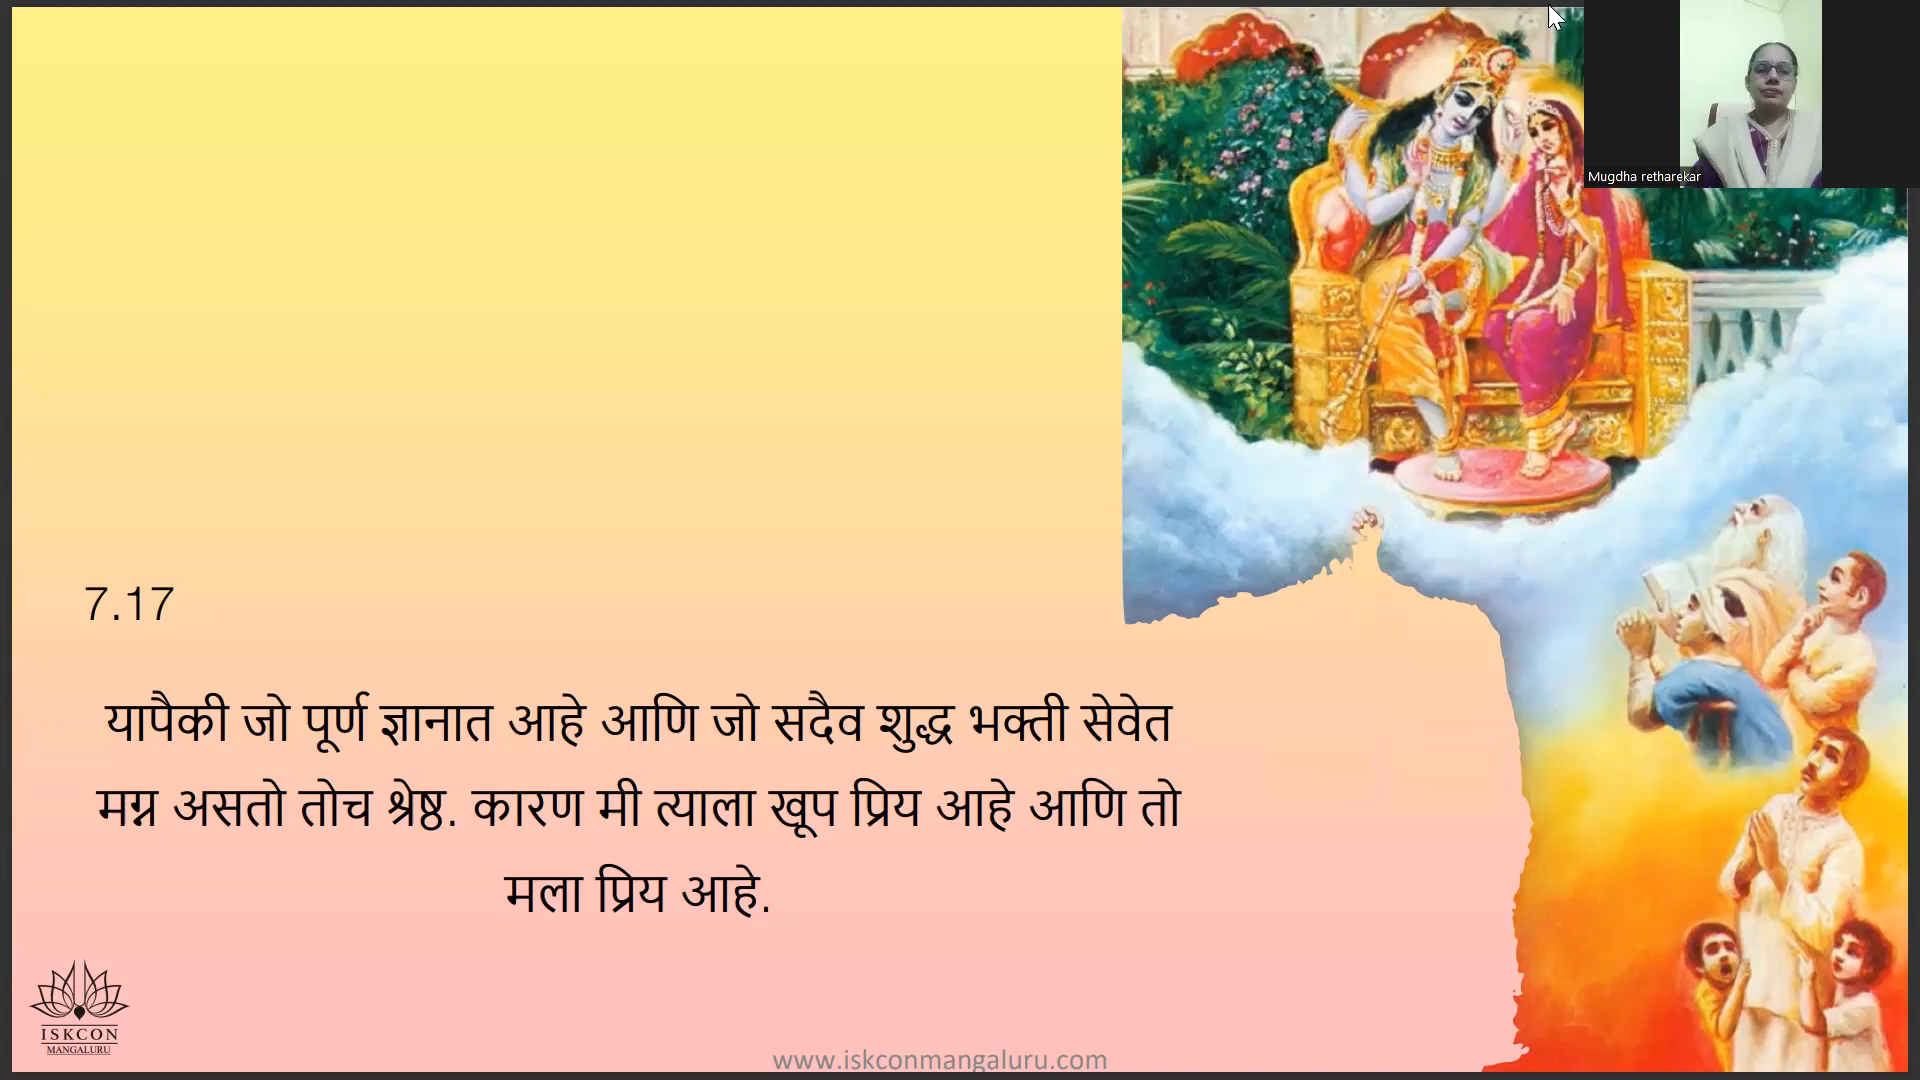 Mugdha retharekar
7.17
यापैकी जो पूर्ण ज्ञानात आहे आणि जो सदैव शुद्ध भक्ती सेवेत
मग्न असतो तोच श्रेष्ठ. कारण मी त्याला खूप प्रिय आहे आणि तो
मला प्रिय आहे.
ISKCON
MANGALURU
www.iskconmangaluru.com